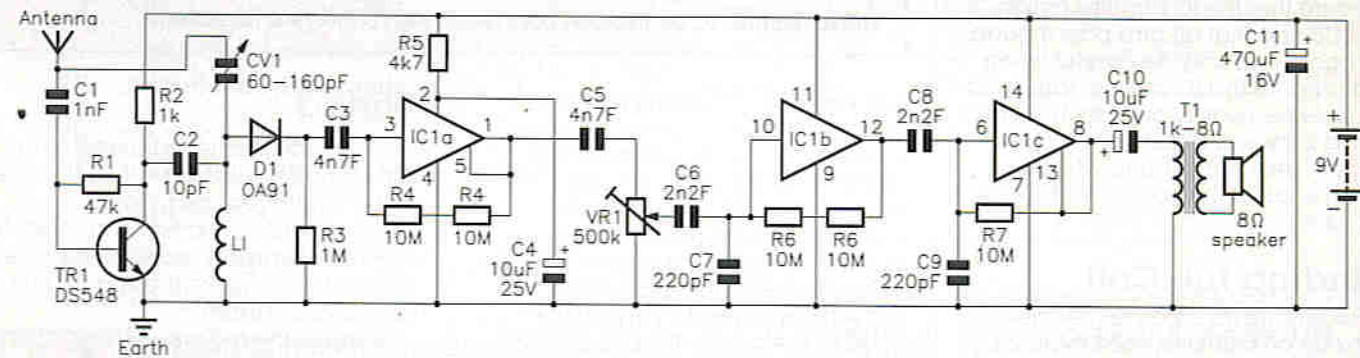 Antenna
C1
1nF
R2
1k
CV1
60-160pF
R1
47k
C2
10pF
TR1
DS548
Earth
L1
D1
OA91
R3
1M
C3
4n7F
R5
4k7
2
3
IC1a
1
5
4
R4
10M
R4
10M
C4
10uF
25V
+
C5
4n7F
VR1
500k
C6
2n2F
C7
220pF
11
10
IC1b
12
9
R6
10M
R6
10M
C8
2n2F
C9
220pF
14
6
IC1c
8
13
7
R7
10M
C10
10uF
25V
+
T1
1k-8Ω
8Ω
speaker
C11
470uF
16V
+
+
9V
-